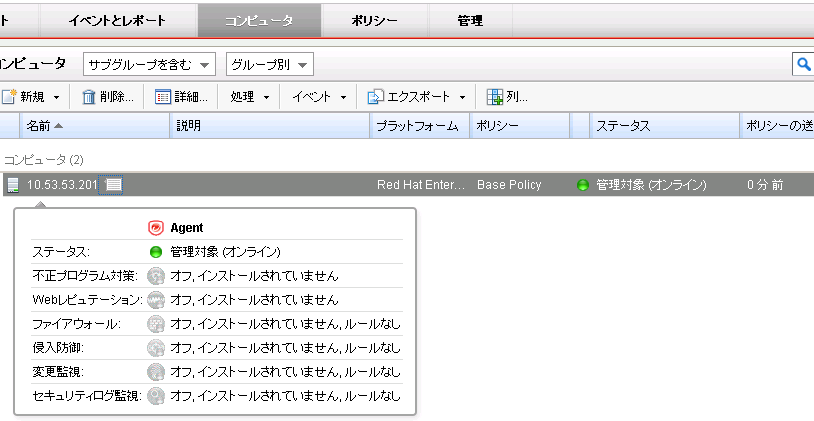 ト イベントとレポート コンピュータ ポリシー 管理
コンピュータ サブグループを含む グループ別
新規 削除... 詳細... 処理 イベント エクスポート 列...
名前 説明 プラットフォーム ポリシー ステータス ポリシーの送
コンピュータ (2)
10.53.53.201 Red Hat Enter... Base Policy 管理対象 (オンライン) 0 分 前
Agent
ステータス: 管理対象 (オンライン)
不正プログラム対策: オフ, インストールされていません
Webレピュテーション: オフ, インストールされていません
ファイアウォール: オフ, インストールされていません, ルールなし
侵入防御: オフ, インストールされていません, ルールなし
変更監視: オフ, インストールされていません, ルールなし
セキュリティログ監視: オフ, インストールされていません, ルールなし